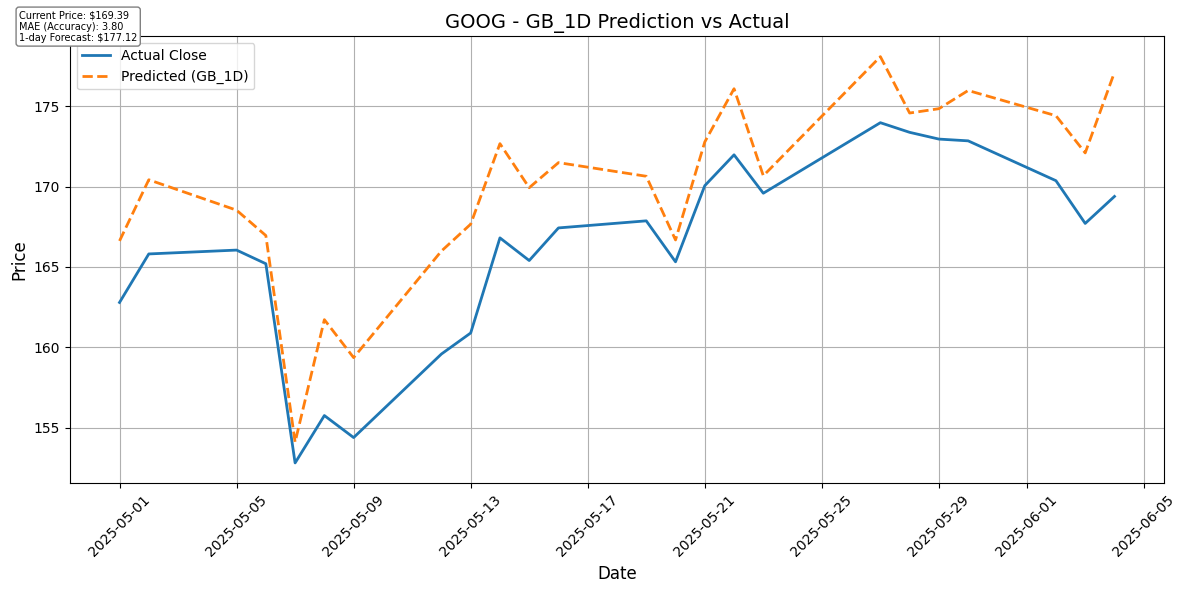 GOOG - GB_1D Prediction vs Actual
Current Price: $169.39
MAE (Accuracy): 3.80
1-day Forecast: $177.12
Actual Close
Predicted (GB_1D)
Price
175
170
165
160
155
2025-05-01
2025-05-05
2025-05-09
2025-05-13
2025-05-17
2025-05-21
2025-05-25
2025-05-29
2025-06-01
2025-06-05
Date